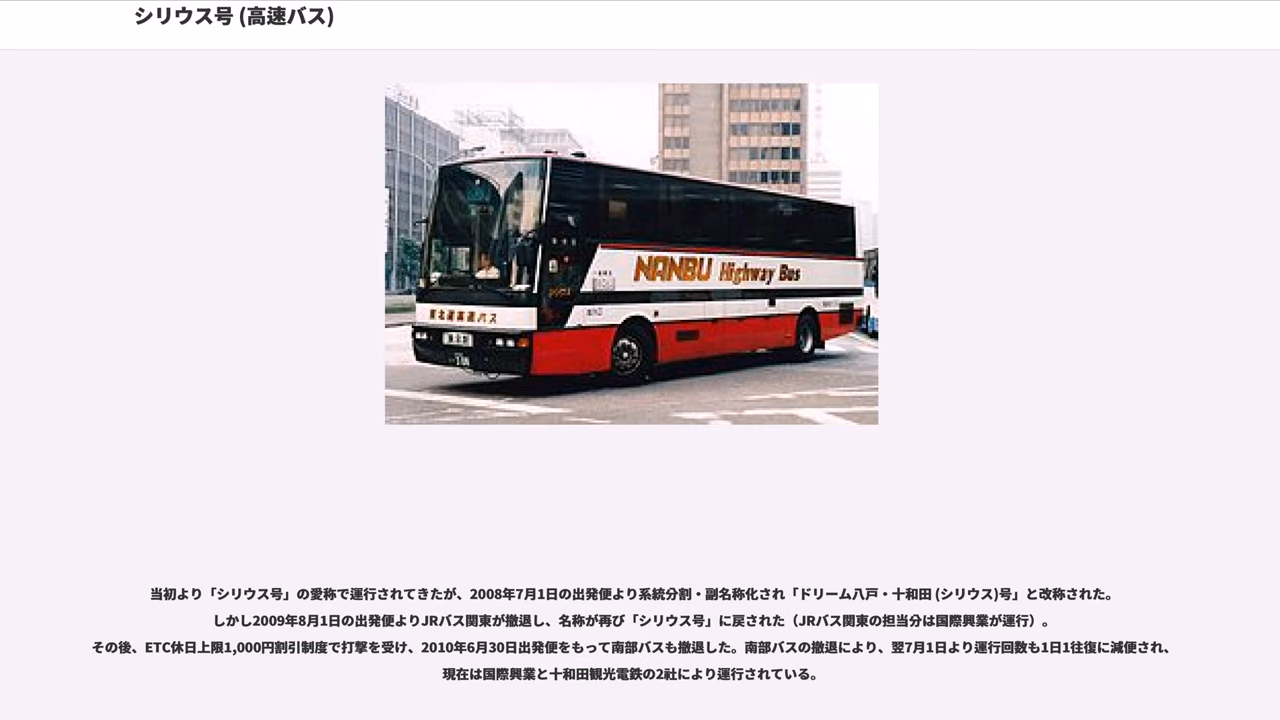 シリウス号 (高速バス)
NANBU Highway Bus
東北道高速バス
当初より「シリウス号」の愛称で運行されてきたが、2008年7月1日の出発便より系統分割・副名称化され「ドリーム八戸・十和田 (シリウス)号」と改称された。
しかし2009年8月1日の出発便よりJRバス関東が撤退し、名称が再び「シリウス号」に戻された（JRバス関東の担当分は国際興業が運行）。
その後、ETC休日上限1,000円割引制度で打撃を受け、2010年6月30日出発便をもって南部バスも撤退した。南部バスの撤退により、翌7月1日より運行回数も1日1往復に減便され、
現在は国際興業と十和田観光電鉄の2社により運行されている。